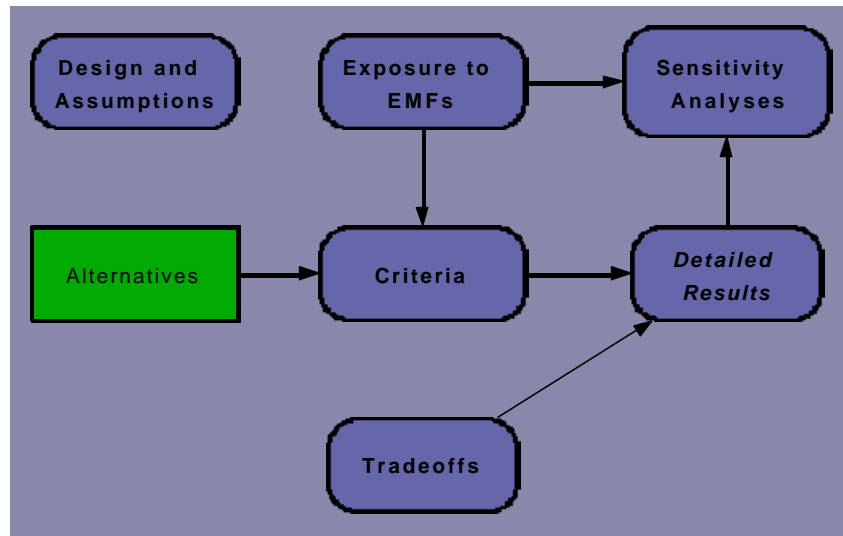 Design and
Assumptions
Exposure to
EMFs
Sensitivity
Analyses
Alternatives
Criteria
Detailed
Results
Tradeoffs